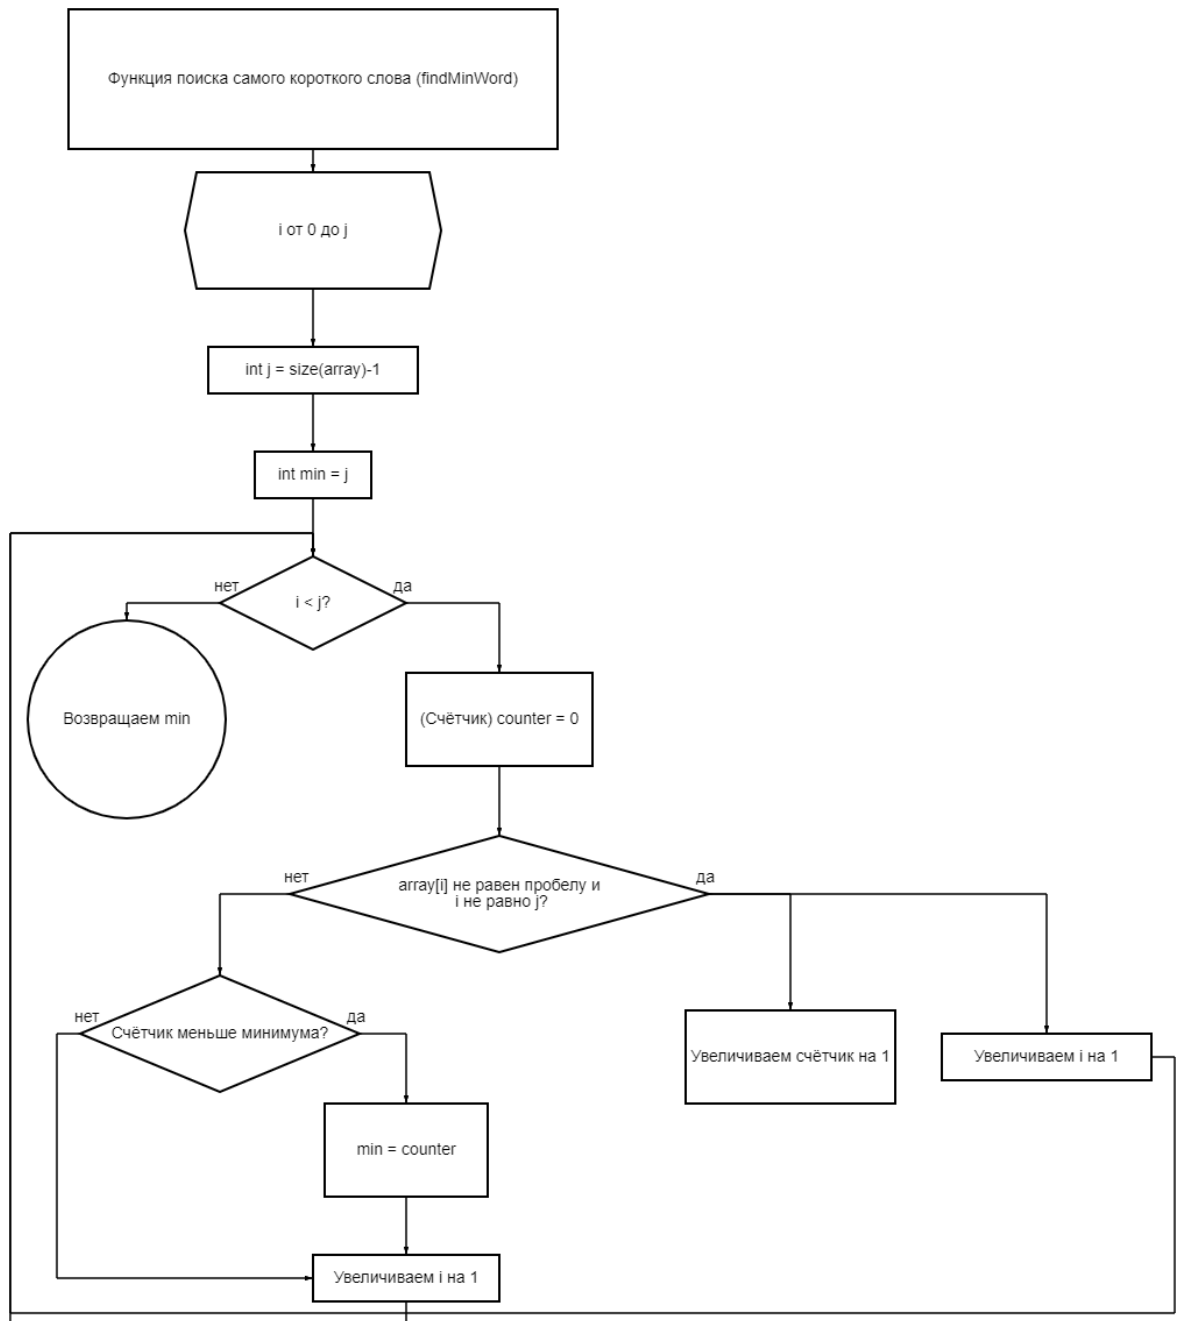 Функция поиска самого короткого слова (findMinWord)
i от 0 до j
int j = size(array)-1
int min = j
нет
да
i < j?
Возвращаем min
(Счётчик) counter = 0
нет
да
array[i] не равен пробелу и
i не равно j?
нет
да
Счётчик меньше минимума?
Увеличиваем счётчик на 1
Увеличиваем i на 1
min = counter
Увеличиваем i на 1